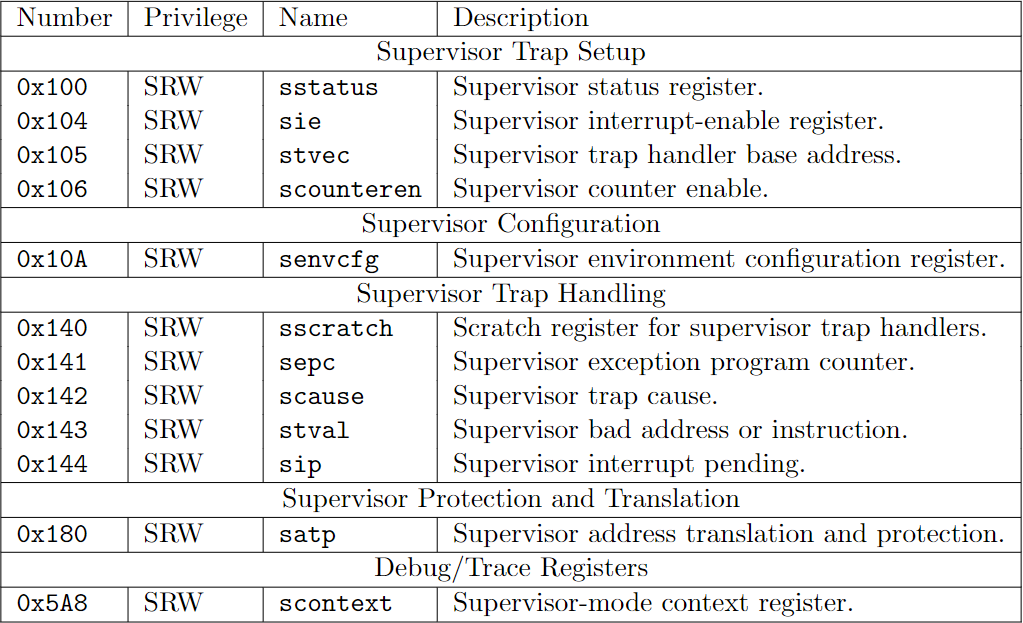 Number Privilege Name Description
Supervisor Trap Setup
0x100 SRW sstatus Supervisor status register.
0x104 SRW sie Supervisor interrupt-enable register.
0x105 SRW stvec Supervisor trap handler base address.
0x106 SRW scounteren Supervisor counter enable.
Supervisor Configuration
0x10A SRW senvcfg Supervisor environment configuration register.
Supervisor Trap Handling
0x140 SRW sscratch Scratch register for supervisor trap handlers.
0x141 SRW sepc Supervisor exception program counter.
0x142 SRW scause Supervisor trap cause.
0x143 SRW stval Supervisor bad address or instruction.
0x144 SRW sip Supervisor interrupt pending.
Supervisor Protection and Translation
0x180 SRW satp Supervisor address translation and protection.
Debug/Trace Registers
0x5A8 SRW scontext Supervisor-mode context register.